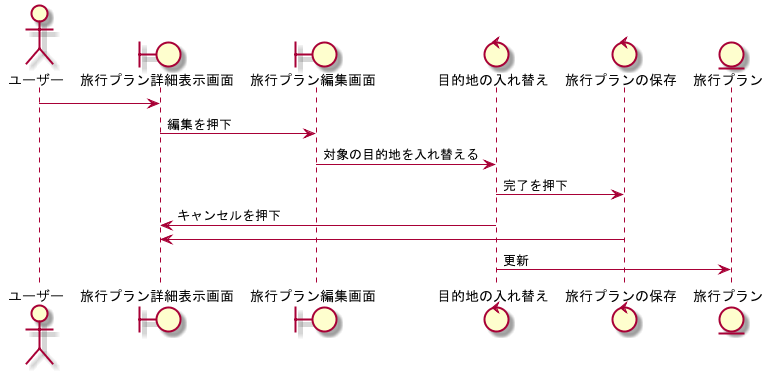 ユーザー 旅行プラン詳細表示画面 旅行プラン編集画面 目的地の入れ替え 旅行プランの保存 旅行プラン
編集を押下
対象の目的地を入れ替える
完了を押下
キャンセルを押下
更新
ユーザー 旅行プラン詳細表示画面 旅行プラン編集画面 目的地の入れ替え 旅行プランの保存 旅行プラン